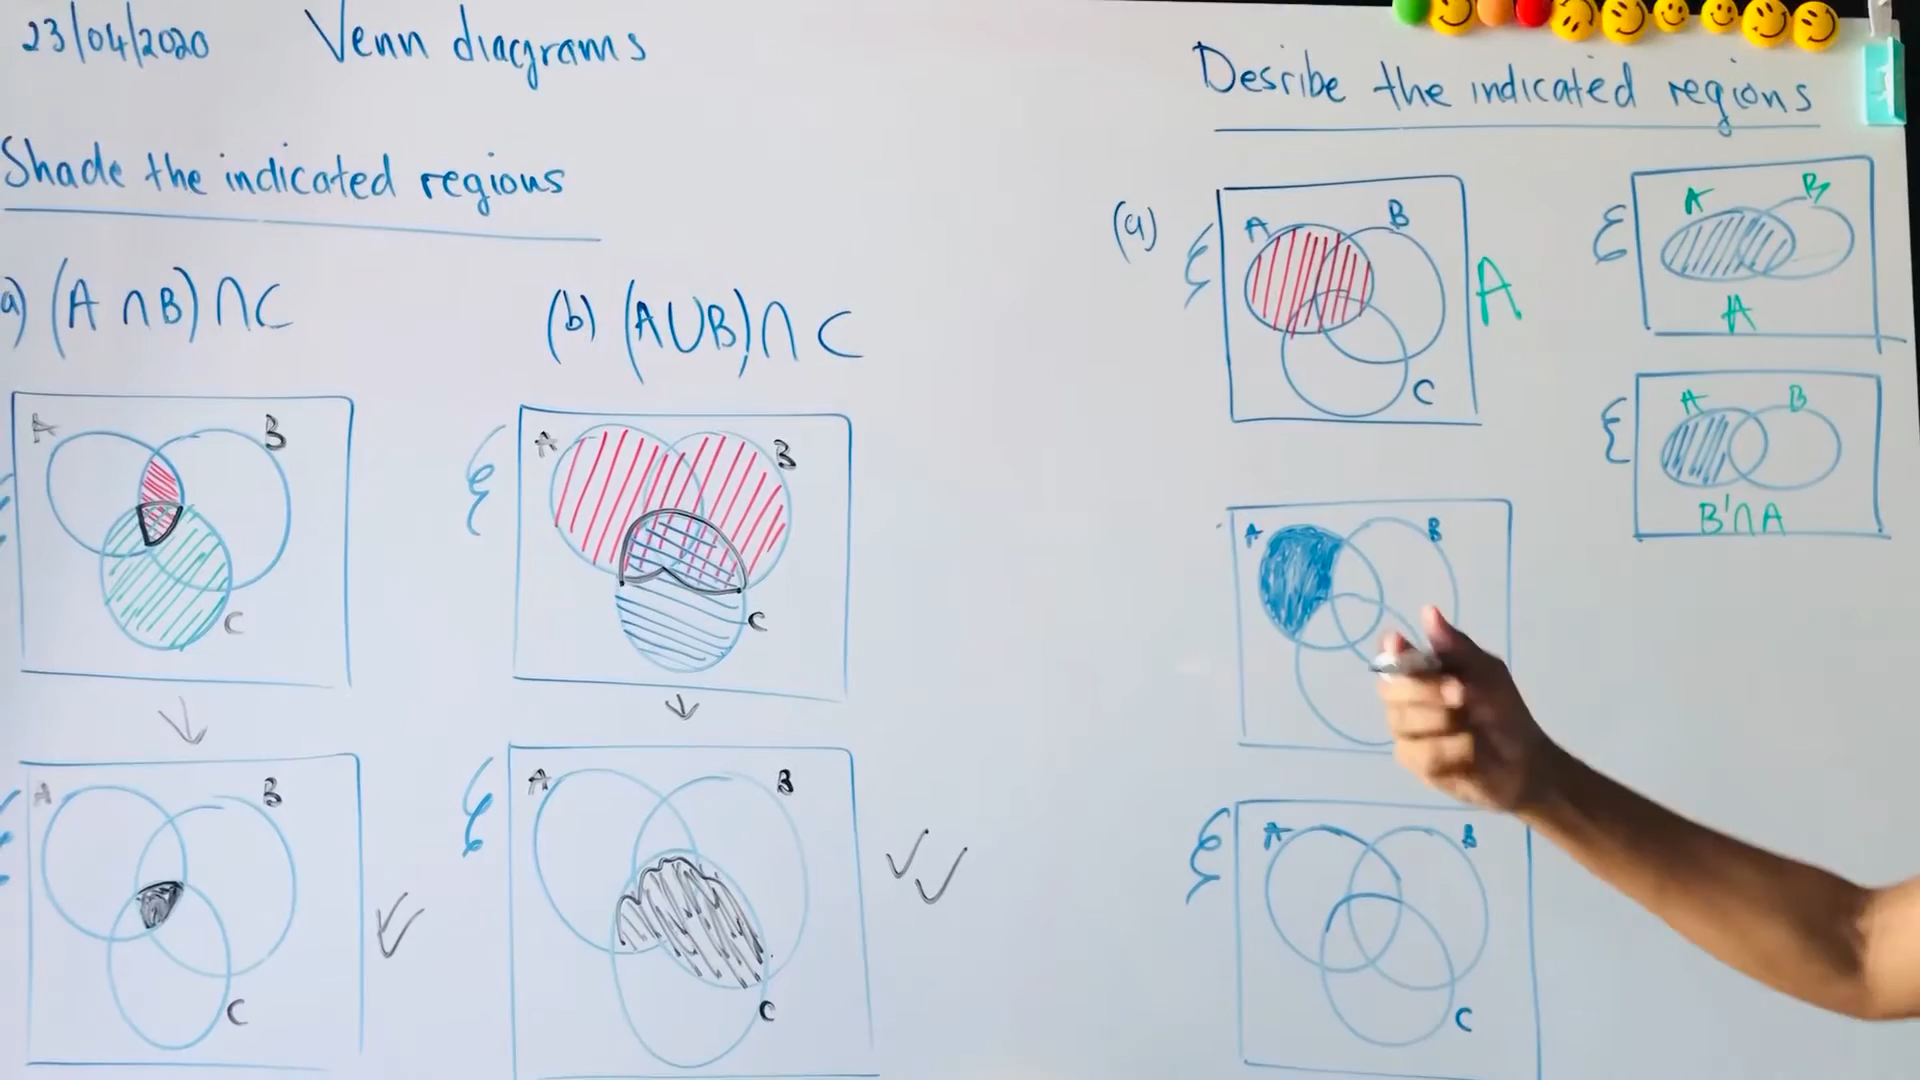 23/04/2020 Venn diagrams
Shade the indicated regions
a) (A ∩ B) ∩ C
(b) (A ∪ B) ∩ C
A B
C
ξ A B
C
A B
C
ξ A B
C
Desribe the indicated regions
(a) ξ A B
C
A
ξ A B
A
ξ A B
B'∩A
A B
ξ A B
C